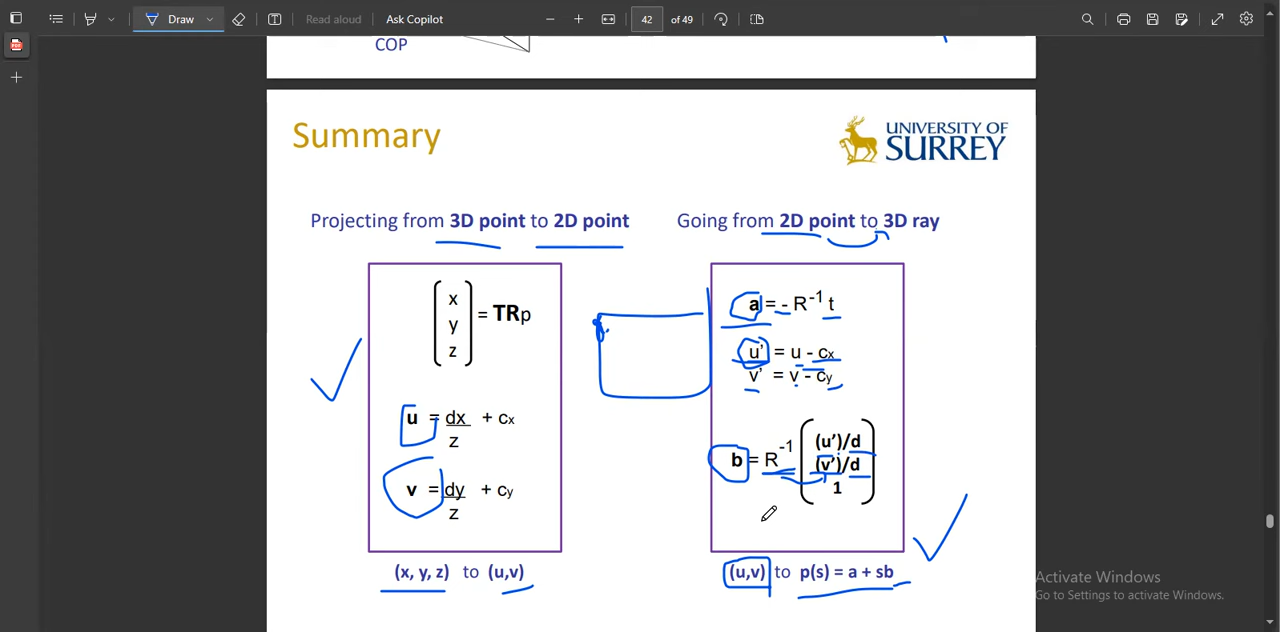 Draw
Read aloud
Ask Copilot
42 of 49
COP
Summary
UNIVERSITY OF
SURREY
Projecting from 3D point to 2D point
(x y z) = TRp
u = dx/z + cx
v = dy/z + cy
(x, y, z) to (u,v)
Going from 2D point to 3D ray
a = - R⁻¹ t
u' = u - cx
v' = v - cy
b = R⁻¹ ((u')/d (v')/d 1)
(u,v) to p(s) = a + sb
Activate Windows
Go to Settings to activate Windows.